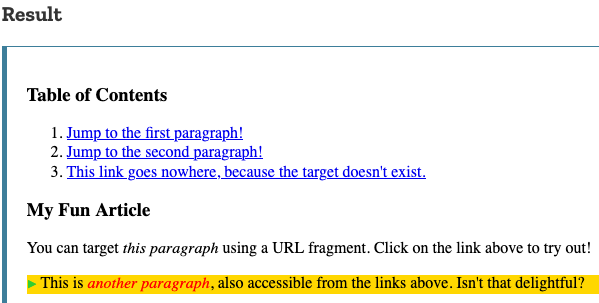 Result
Table of Contents
1. Jump to the first paragraph!
2. Jump to the second paragraph!
3. This link goes nowhere, because the target doesn't exist.
My Fun Article
You can target this paragraph using a URL fragment. Click on the link above to try out!
► This is another paragraph, also accessible from the links above. Isn't that delightful?